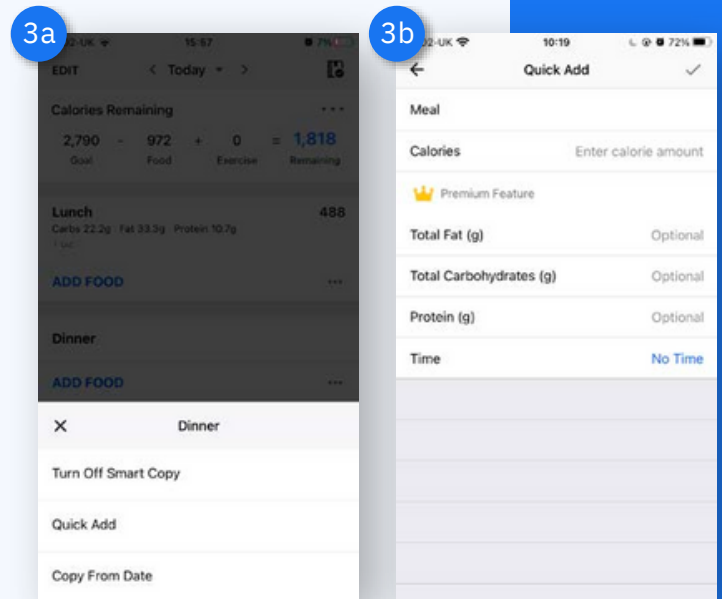 3a
15:57
EDIT
< Today >
Calories Remaining
2,790 - 972 + 0 = 1,818
Goal Food Exercise Remaining
Lunch 488
Carbs 22.2g Fat 33.3g Protein 10.7g
ADD FOOD
Dinner
ADD FOOD
Dinner
Turn Off Smart Copy
Quick Add
Copy From Date
3b
02-UK 10:19 72%
Quick Add
Meal
Calories Enter calorie amount
Premium Feature
Total Fat (g) Optional
Total Carbohydrates (g) Optional
Protein (g) Optional
Time No Time